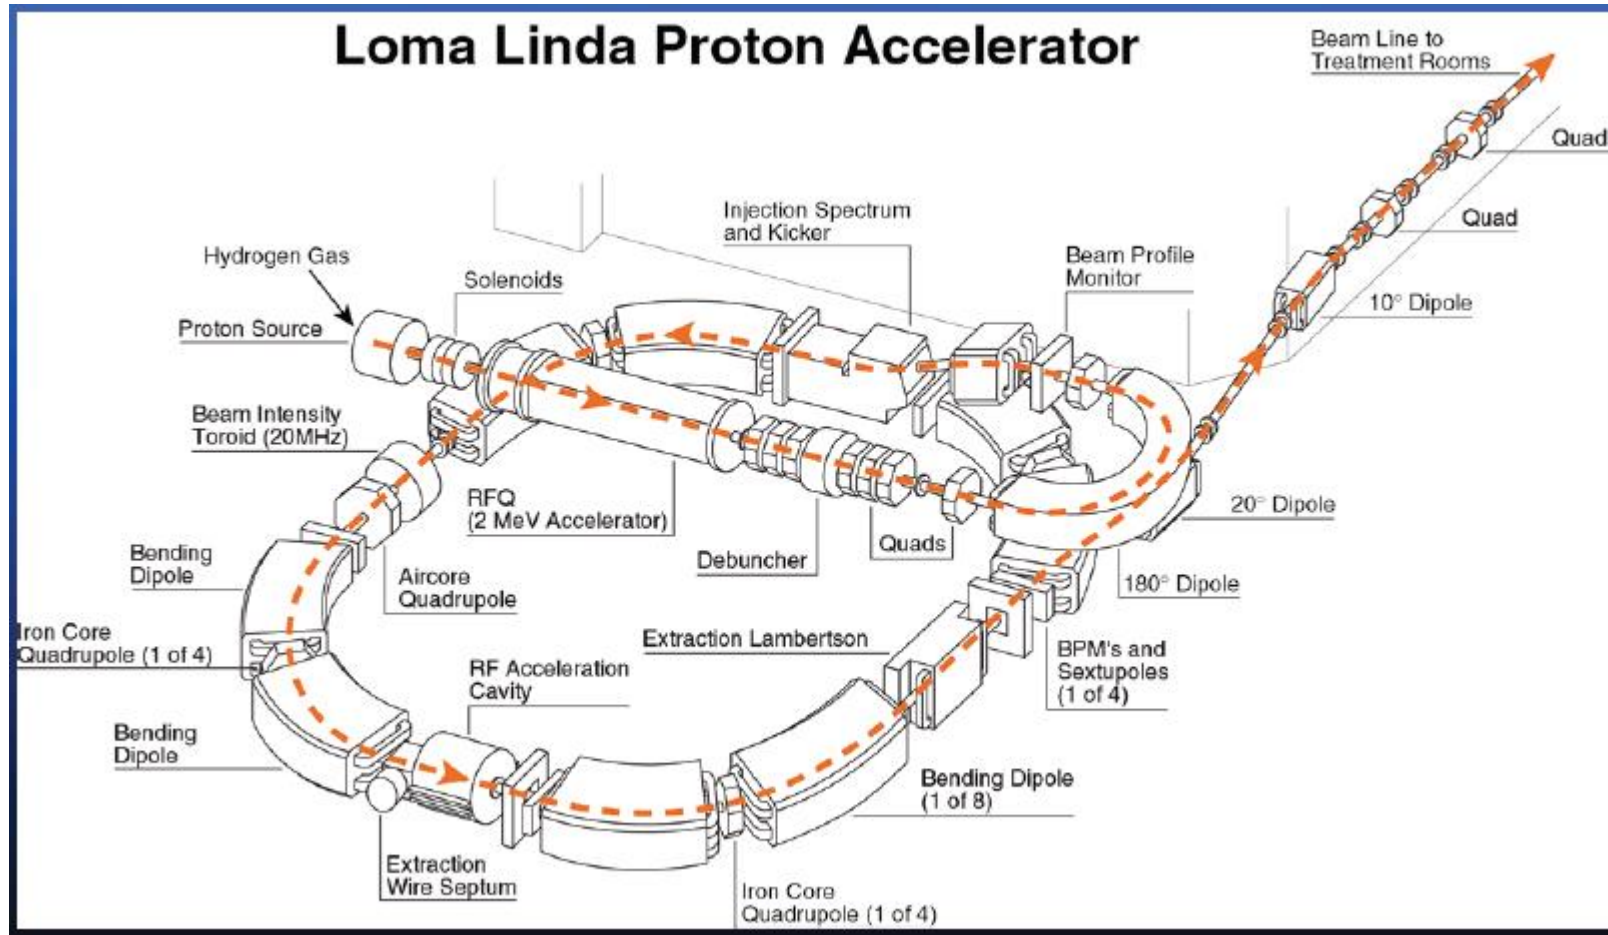 Loma Linda Proton Accelerator
Beam Line to
Treatment Rooms
Quad
Quad
10° Dipole
Injection Spectrum
and Kicker
Beam Profile
Monitor
Hydrogen Gas
Solenoids
Proton Source
Beam Intensity
Toroid (20MHz)
RFQ
(2 MeV Accelerator)
20° Dipole
Quads
Debuncher
180° Dipole
Bending
Dipole
Aircore
Quadrupole
Iron Core
Quadrupole (1 of 4)
Extraction Lambertson
BPM's and
Sextupoles
(1 of 4)
RF Acceleration
Cavity
Bending
Dipole
Bending Dipole
(1 of 8)
Extraction
Wire Septum
Iron Core
Quadrupole (1 of 4)